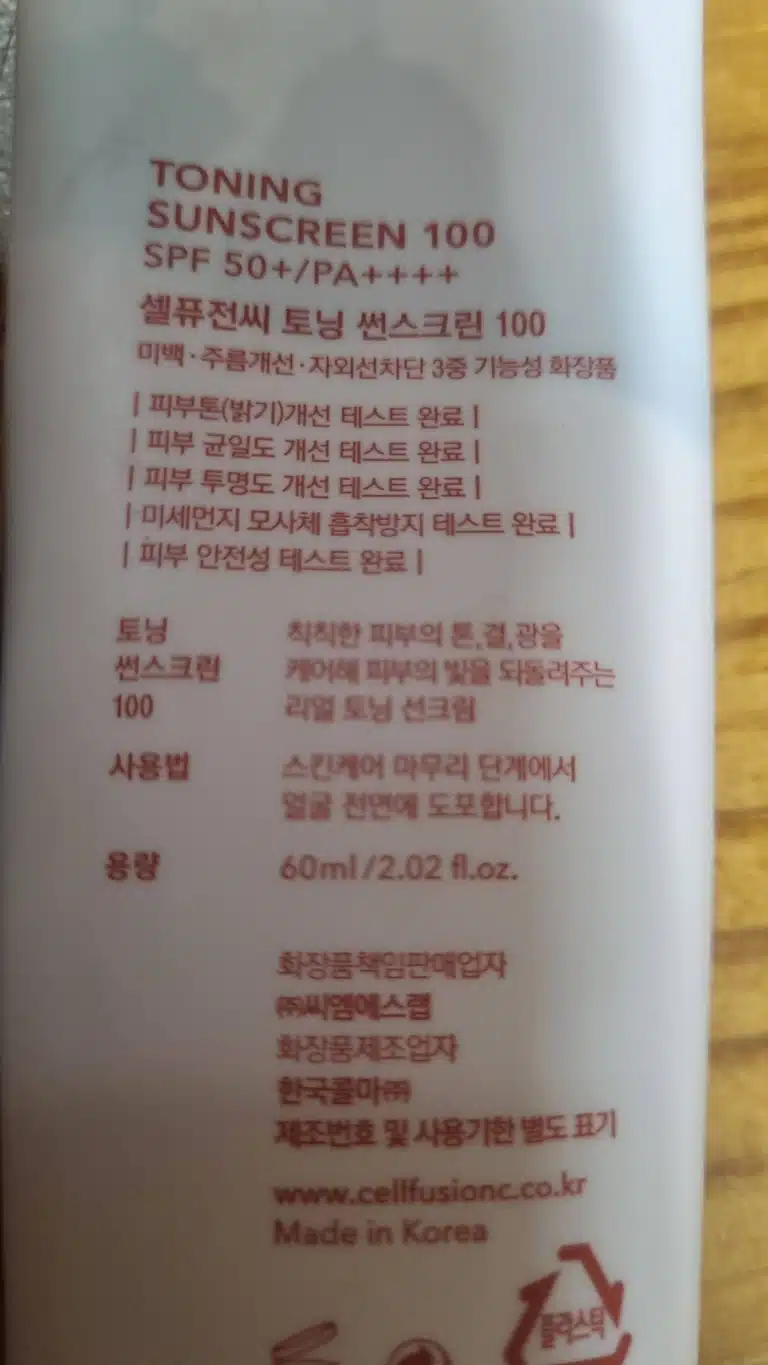 TONING
SUNSCREEN 100
SPF 50+/PA++++
셀퓨전씨 토닝 썬스크린 100
미백·주름개선·자외선차단 3중 기능성 화장품
| 피부톤(밝기)개선 테스트 완료 |
| 피부 균일도 개선 테스트 완료 |
| 피부 투명도 개선 테스트 완료 |
| 미세먼지 모사체 흡착방지 테스트 완료 |
| 피부 안전성 테스트 완료 |
토닝
썬스크린
100
칙칙한 피부의 톤,결,광을
케어해 피부의 빛을 되돌려주는
리얼 토닝 선크림
사용법
스킨케어 마무리 단계에서
얼굴 전면에 도포합니다.
용량
60ml/2.02 fl.oz.
화장품책임판매업자
㈜씨엠에스랩
화장품제조업자
한국콜마㈜
제조번호 및 사용기한 별도 표기
www.cellfusionc.co.kr
Made in Korea
플라스틱